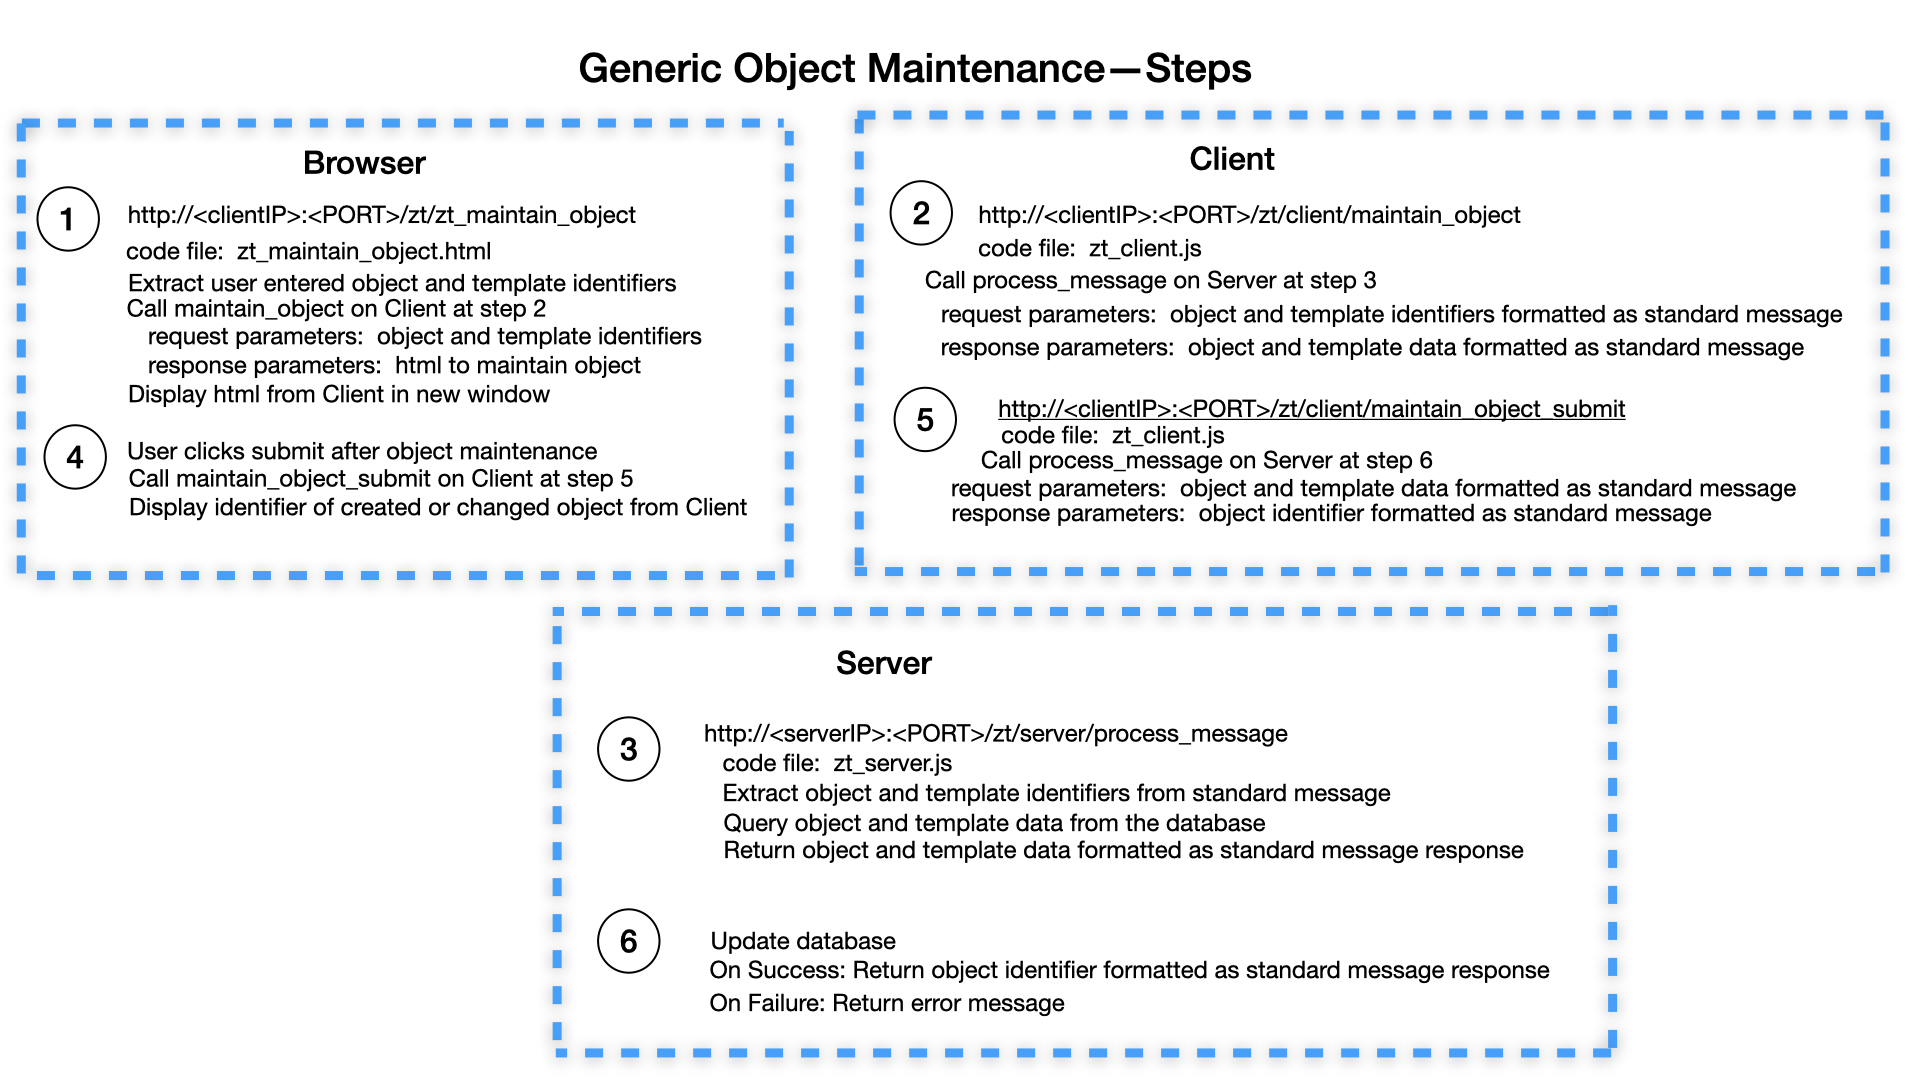 Generic Object Maintenance—Steps
Browser
1
http://<clientIP>:<PORT>/zt/zt_maintain_object
code file:  zt_maintain_object.html
Extract user entered object and template identifiers
Call maintain_object on Client at step 2
request parameters:  object and template identifiers
response parameters:  html to maintain object
Display html from Client in new window
4
User clicks submit after object maintenance
Call maintain_object_submit on Client at step 5
Display identifier of created or changed object from Client
Client
2
http://<clientIP>:<PORT>/zt/client/maintain_object
code file:  zt_client.js
Call process_message on Server at step 3
request parameters:  object and template identifiers formatted as standard message
response parameters:  object and template data formatted as standard message
5
http://<clientIP>:<PORT>/zt/client/maintain_object_submit
code file:  zt_client.js
Call process_message on Server at step 6
request parameters:  object and template data formatted as standard message
response parameters:  object identifier formatted as standard message
Server
3
http://<serverIP>:<PORT>/zt/server/process_message
code file:  zt_server.js
Extract object and template identifiers from standard message
Query object and template data from the database
Return object and template data formatted as standard message response
6
Update database
On Success: Return object identifier formatted as standard message response
On Failure: Return error message